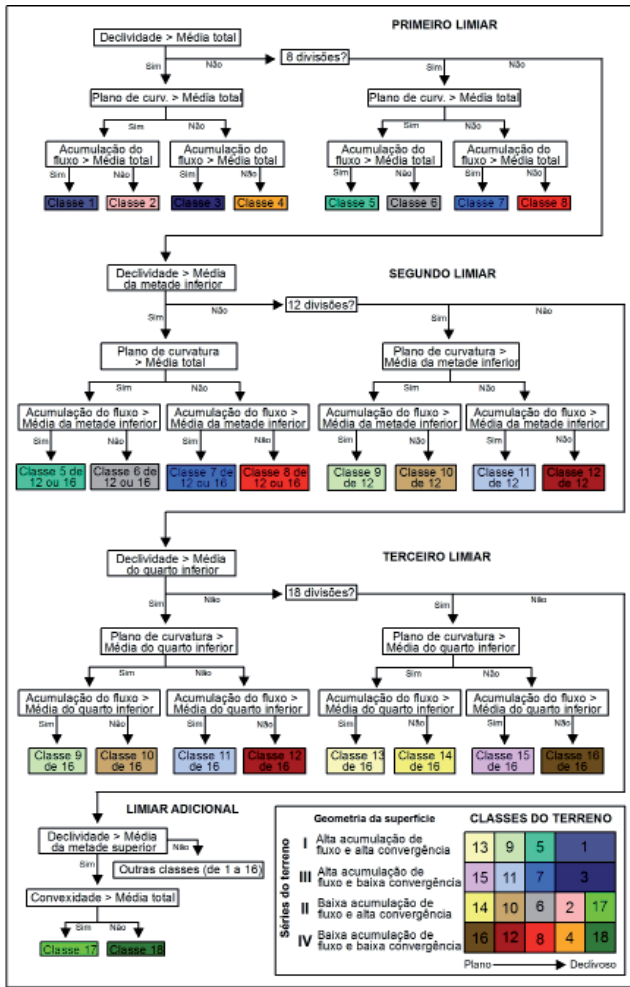 PRIMEIRO LIMIAR
Declividade > Média total
Sim
Não
8 divisões?
Sim
Não
Plano de curv. > Média total
Plano de curv. > Média total
Sim
Não
Sim
Não
Acumulação do
fluxo > Média total
Acumulação do
fluxo > Média total
Acumulação do
fluxo > Média total
Acumulação do
fluxo > Média total
Sim
Não
Sim
Não
Sim
Não
Sim
Não
Classe 1
Classe 2
Classe 3
Classe 4
Classe 5
Classe 6
Classe 7
Classe 8
SEGUNDO LIMIAR
Declividade > Média
da metade inferior
Sim
Não
12 divisões?
Sim
Não
Plano de curvatura
> Média total
Plano de curvatura >
Média da metade inferior
Sim
Não
Sim
Não
Acumulação do fluxo >
Média da metade inferior
Acumulação do fluxo >
Média da metade inferior
Acumulação do fluxo >
Média da metade inferior
Acumulação do fluxo >
Média da metade inferior
Sim
Não
Sim
Não
Sim
Não
Sim
Não
Classe 5 de
12 ou 16
Classe 6 de
12 ou 16
Classe 7 de
12 ou 16
Classe 8 de
12 ou 16
Classe 9
de 12
Classe 10
de 12
Classe 11
de 12
Classe 12
de 12
TERCEIRO LIMIAR
Declividade > Média
do quarto inferior
Sim
Não
18 divisões?
Sim
Não
Plano de curvatura >
Média do quarto inferior
Plano de curvatura >
Média do quarto inferior
Sim
Não
Sim
Não
Acumulação do fluxo >
Média do quarto inferior
Acumulação do fluxo >
Média do quarto inferior
Acumulação do fluxo >
Média do quarto inferior
Acumulação do fluxo >
Média do quarto inferior
Sim
Não
Sim
Não
Sim
Não
Sim
Não
Classe 9
de 16
Classe 10
de 16
Classe 11
de 16
Classe 12
de 16
Classe 13
de 16
Classe 14
de 16
Classe 15
de 16
Classe 16
de 16
LIMIAR ADICIONAL
Declividade > Média
da metade superior
Não
Sim
Outras classes (de 1 a 16)
Convexidade > Média total
Sim
Não
Classe 17
Classe 18
Geometria da superfície
CLASSES DO TERRENO
Séries do terreno
I Alta acumulação de
fluxo e alta convergência
13 9 5 1
III Alta acumulação de
fluxo e baixa convergência
15 11 7 3
II Baixa acumulação de
fluxo e alta convergência
14 10 6 2 17
IV Baixa acumulação de
fluxo e baixa convergência
16 12 8 4 18
Plano
Declivoso